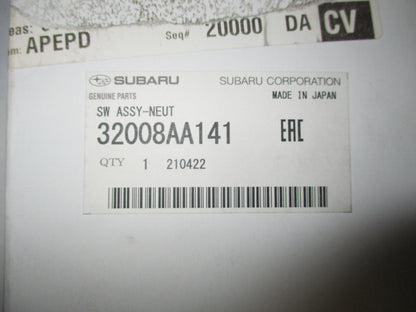 Seq# 20000 DA CV
APEPD
SUBARU SUBARU CORPORATION
GENUINE PARTS MADE IN JAPAN
SW ASSY-NEUT
32008AA141 EAC
QTY 1 210422